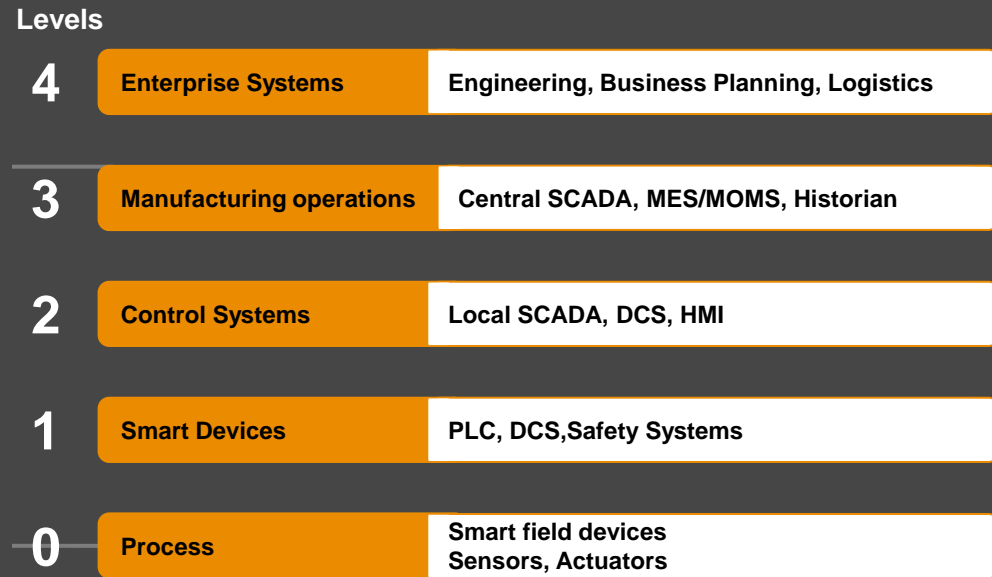 Levels
4 Enterprise Systems Engineering, Business Planning, Logistics
3 Manufacturing operations Central SCADA, MES/MOMS, Historian
2 Control Systems Local SCADA, DCS, HMI
1 Smart Devices PLC, DCS,Safety Systems
0 Process Smart field devices
Sensors, Actuators